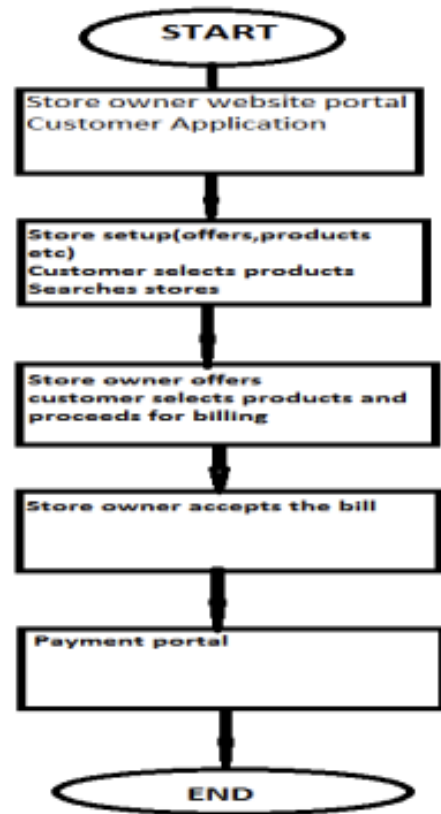 START
Store owner website portal
Customer Application
Store setup(offers,products
etc)
Customer selects products
Searches stores
Store owner offers
customer selects products and
proceeds for billing
Store owner accepts the bill
Payment portal
END